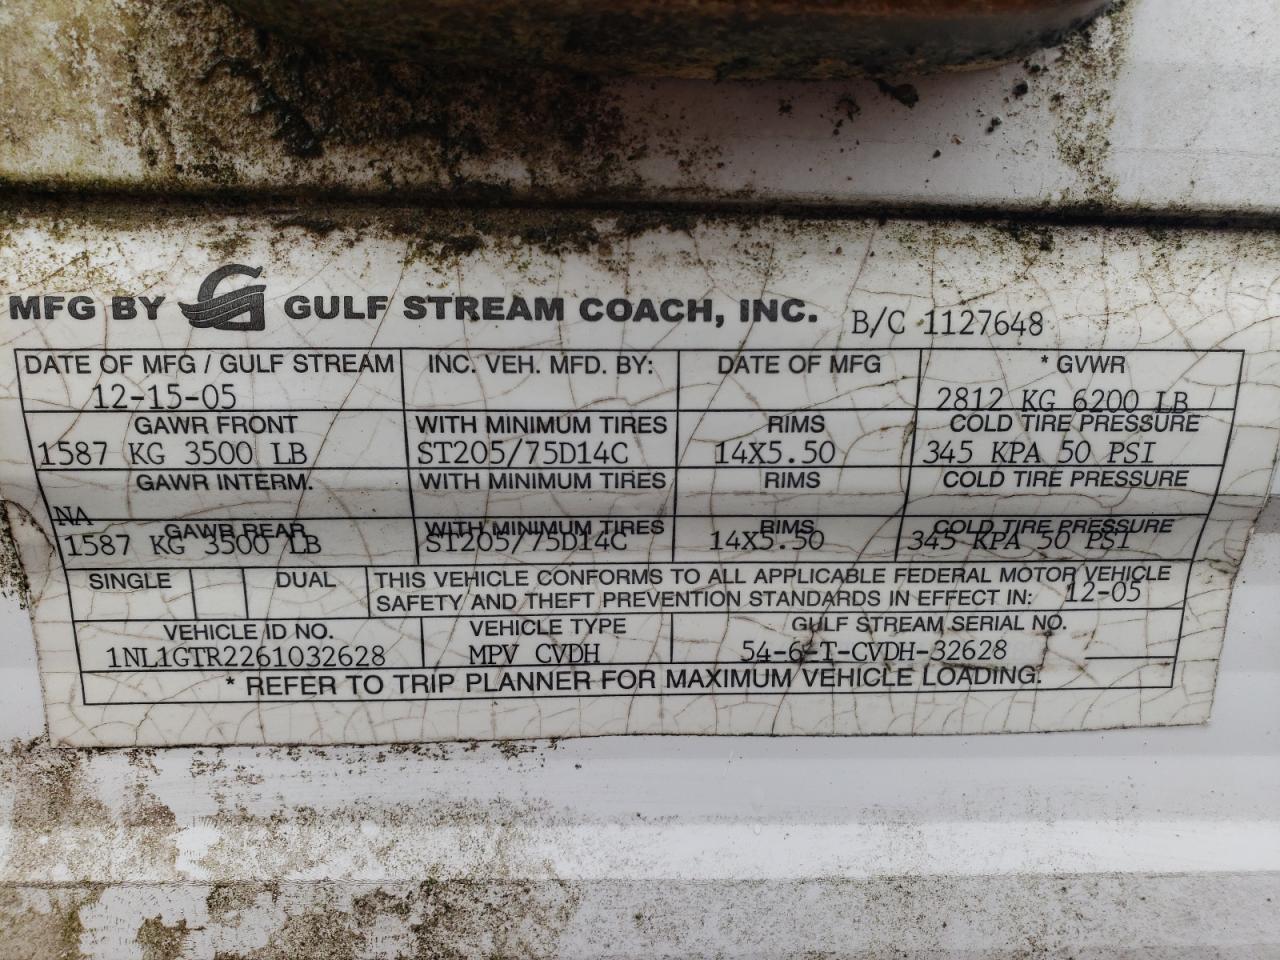 MFG BY GULF STREAM COACH, INC. B/C 1127648
DATE OF MFG / GULF STREAM INC. VEH. MFD. BY: DATE OF MFG * GVWR
12-15-05 2812 KG 6200 LB
GAWR FRONT WITH MINIMUM TIRES RIMS COLD TIRE PRESSURE
1587 KG 3500 LB ST205/75D14C 14X5.50 345 KPA 50 PSI
GAWR INTERM. WITH MINIMUM TIRES RIMS COLD TIRE PRESSURE
NA
GAWR REAR WITH MINIMUM TIRES RIMS COLD TIRE PRESSURE
1587 KG 3500 LB ST205/75D14C 14X5.50 345 KPA 50 PSI
SINGLE DUAL THIS VEHICLE CONFORMS TO ALL APPLICABLE FEDERAL MOTOR VEHICLE
SAFETY AND THEFT PREVENTION STANDARDS IN EFFECT IN: 12-05
VEHICLE ID NO. VEHICLE TYPE GULF STREAM SERIAL NO.
1NL1GTR2261032628 MPV CVDH 54-6-T-CVDH-32628
* REFER TO TRIP PLANNER FOR MAXIMUM VEHICLE LOADING.